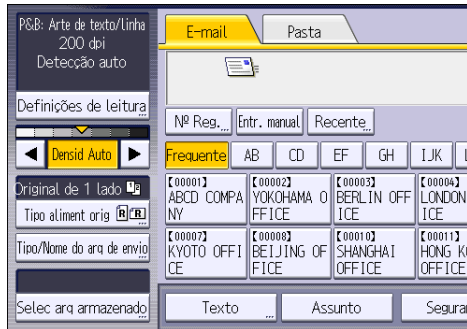 P&B: Arte de texto/linha
200 dpi
Detecção auto
Definições de leitura
Densid Auto
Original de 1 lado
Tipo aliment orig
Tipo/Nome do arq de envio
Selec arq armazenado
E-mail Pasta
Nº Reg. Entr. manual Recente
Frequente AB CD EF GH IJK
【00001】 【00002】 【00003】 【00004】
ABCD COMPA YOKOHAMA O BERLIN OFF LONDON
NY FFICE ICE ICE
【00007】 【00008】 【00010】 【00011】
KYOTO OFFI BEIJING OF SHANGHAI HONG K
CE FICE OFFICE OFFICE
Texto Assunto Segura